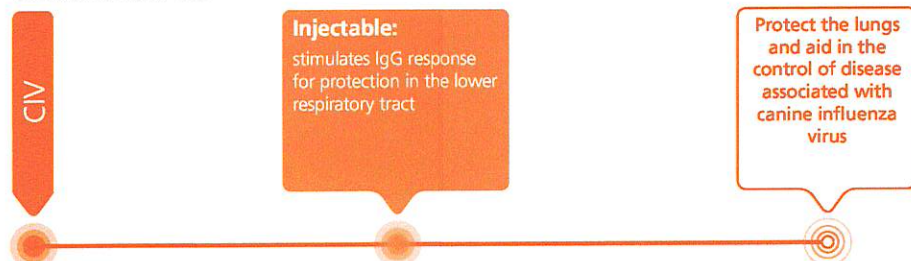 CIV
Injectable:
stimulates IgG response
for protection in the lower
respiratory tract
Protect the lungs
and aid in the
control of disease
associated with
canine influenza
virus